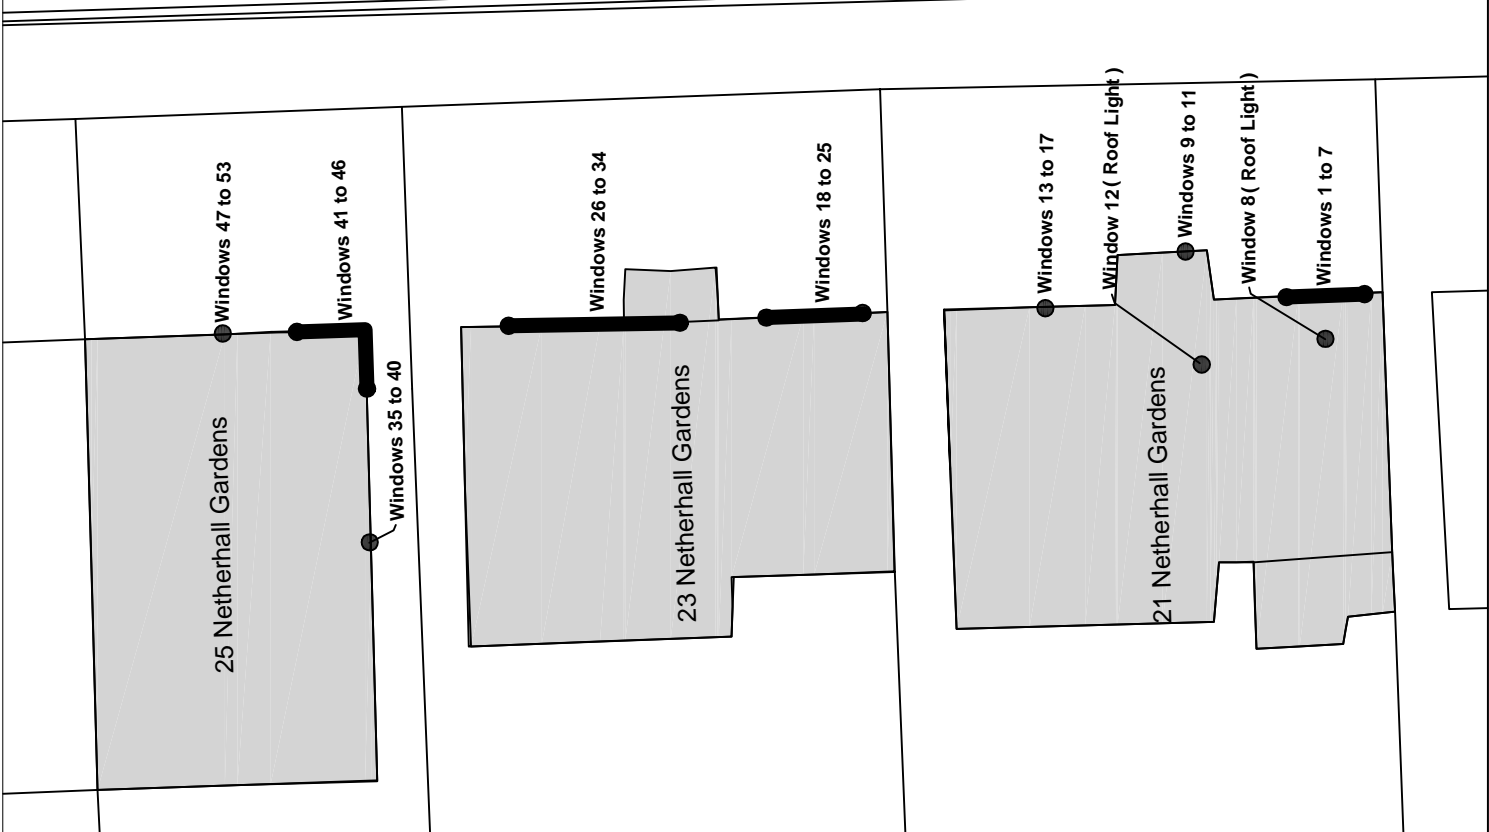 Windows 47 to 53
Windows 41 to 46
Windows 35 to 40
25 Netherhall Gardens
Windows 26 to 34
Windows 18 to 25
23 Netherhall Gardens
Windows 13 to 17
Window 12( Roof Light )
Windows 9 to 11
Window 8( Roof Light )
Windows 1 to 7
21 Netherhall Gardens